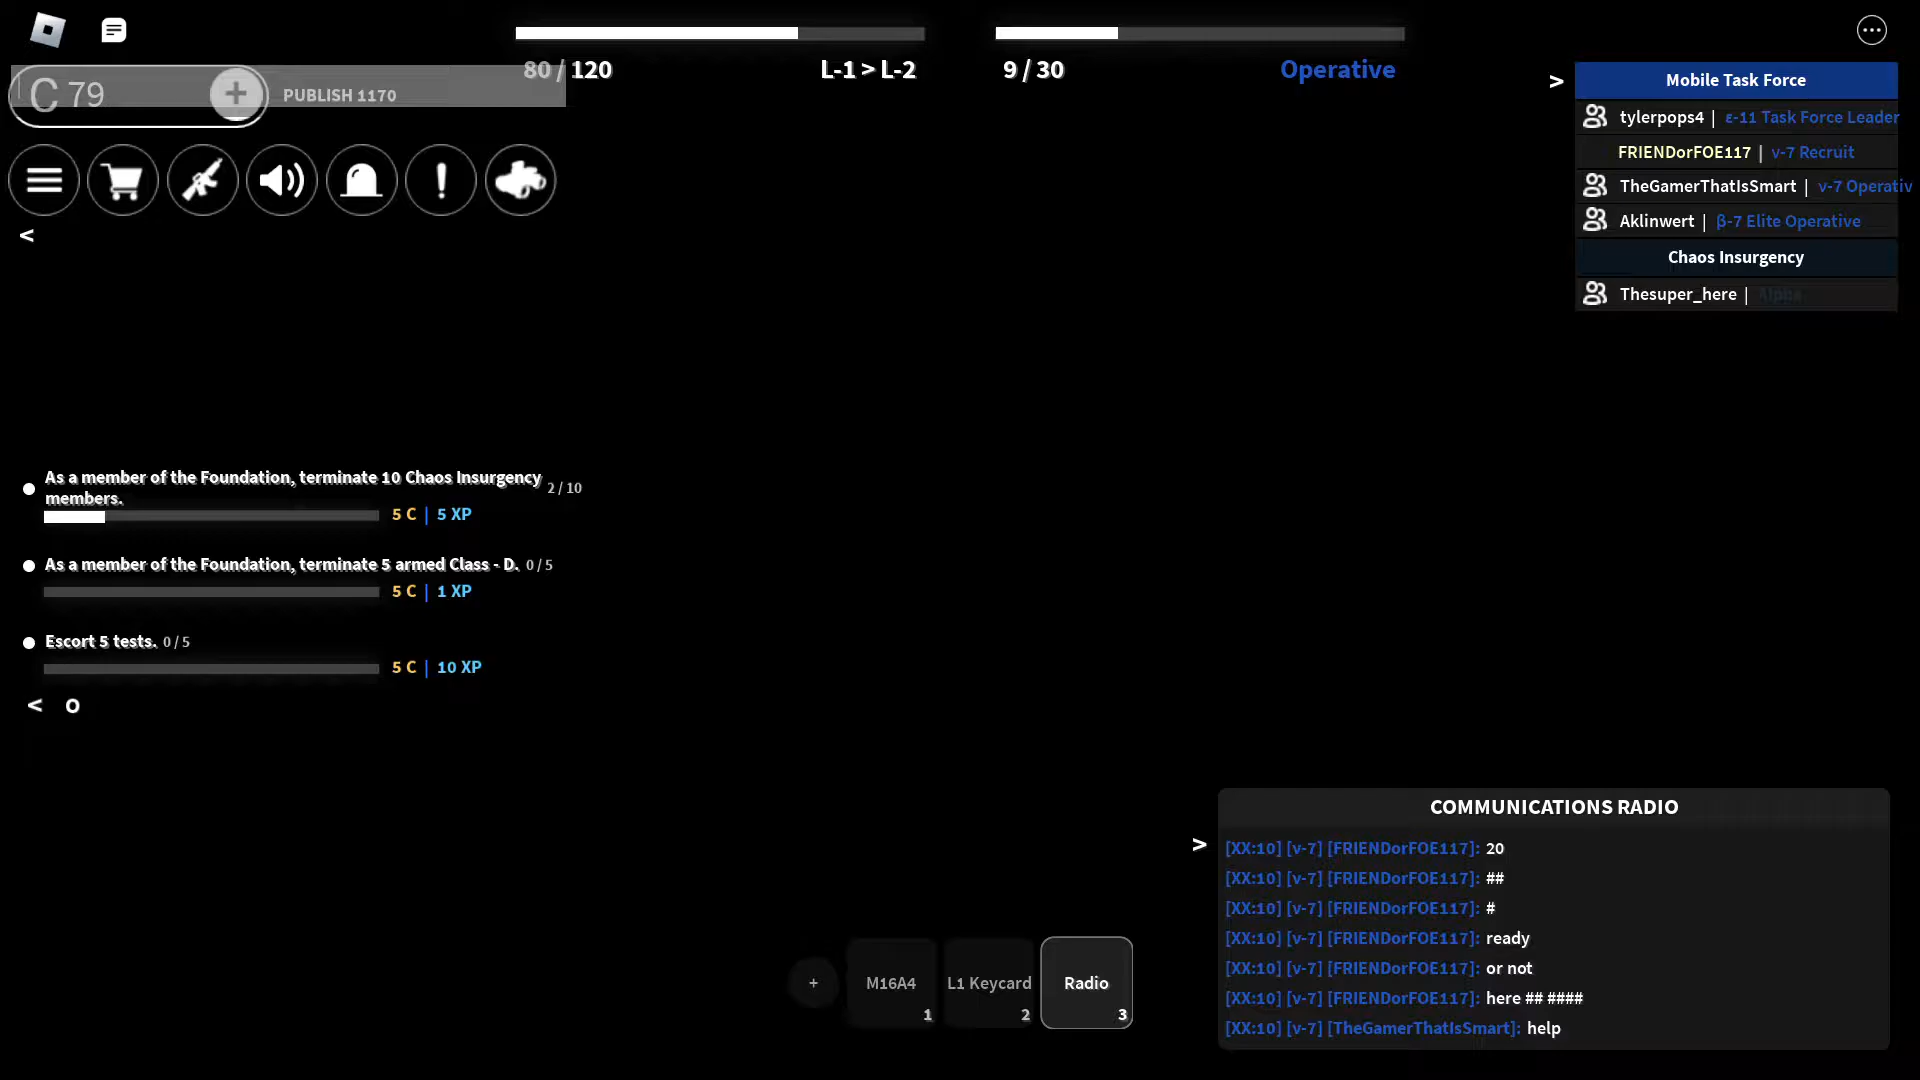 80 / 120
L-1 > L-2
9 / 30
Operative
C 79
+
PUBLISH 1170
<
As a member of the Foundation, terminate 10 Chaos Insurgency
members.
2 / 10
5 C | 5 XP
As a member of the Foundation, terminate 5 armed Class - D. 0 / 5
5 C | 1 XP
Escort 5 tests. 0 / 5
5 C | 10 XP
< O
> Mobile Task Force
tylerpops4 | ε-11 Task Force Leader
FRIENDorFOE117 | ν-7 Recruit
TheGamerThatIsSmart | ν-7 Operativ
Aklinwert | β-7 Elite Operative
Chaos Insurgency
Thesuper_here | Alpha
COMMUNICATIONS RADIO
>
[XX:10] [ν-7] [FRIENDorFOE117]: 20
[XX:10] [ν-7] [FRIENDorFOE117]: ##
[XX:10] [ν-7] [FRIENDorFOE117]: #
[XX:10] [ν-7] [FRIENDorFOE117]: ready
[XX:10] [ν-7] [FRIENDorFOE117]: or not
[XX:10] [ν-7] [FRIENDorFOE117]: here ## ####
[XX:10] [ν-7] [TheGamerThatIsSmart]: help
+
M16A4
1
L1 Keycard
2
Radio
3